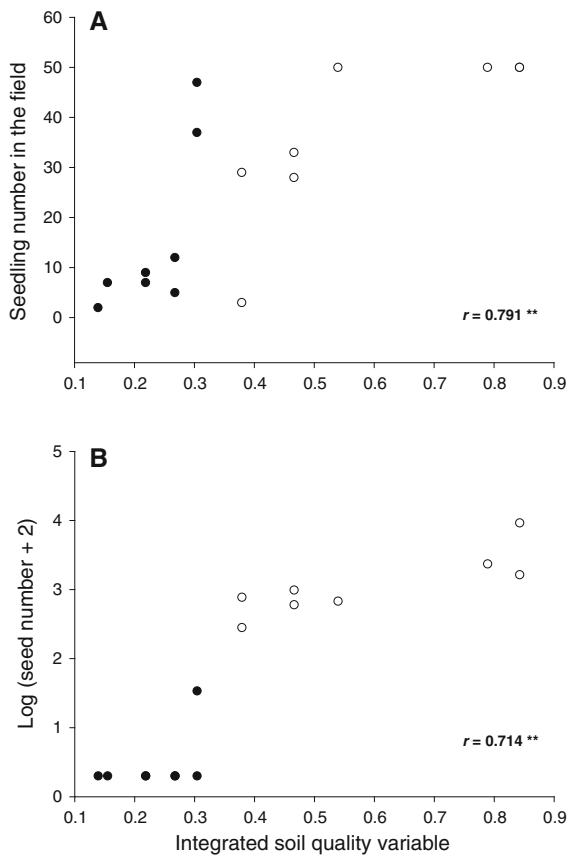 A
60
50
40
30
20
10
0
Seedling number in the field
r = 0.791 **
0.1 0.2 0.3 0.4 0.5 0.6 0.7 0.8 0.9
B
5
4
3
2
1
0
Log (seed number + 2)
r = 0.714 **
0.1 0.2 0.3 0.4 0.5 0.6 0.7 0.8 0.9
Integrated soil quality variable